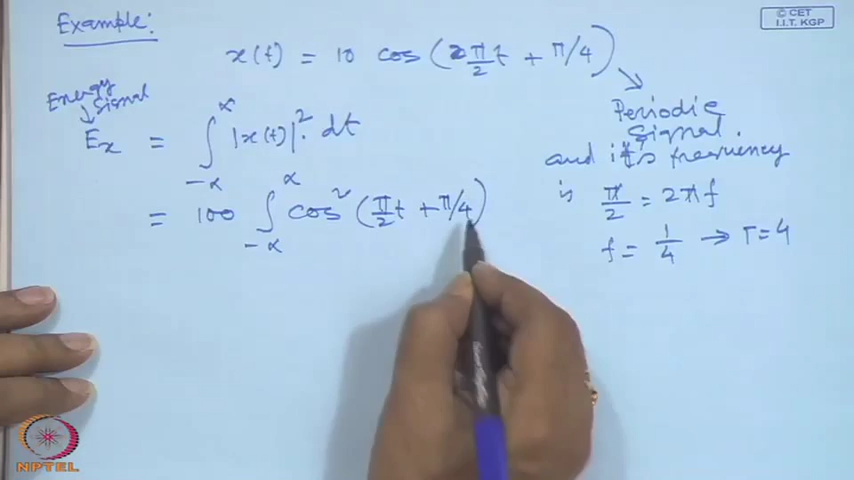 Example:
© CET
I.I.T. KGP
x(t) = 10 cos (π/2 t + π/4)
Periodic
Signal.
and its frequency
is π/2 = 2πf
f = 1/4 → T=4
Energy
Signal
Ex = ∫_{-∞}^{∞} |x(t)|². dt
= 100 ∫_{-∞}^{∞} cos² (π/2 t + π/4)
NPTEL